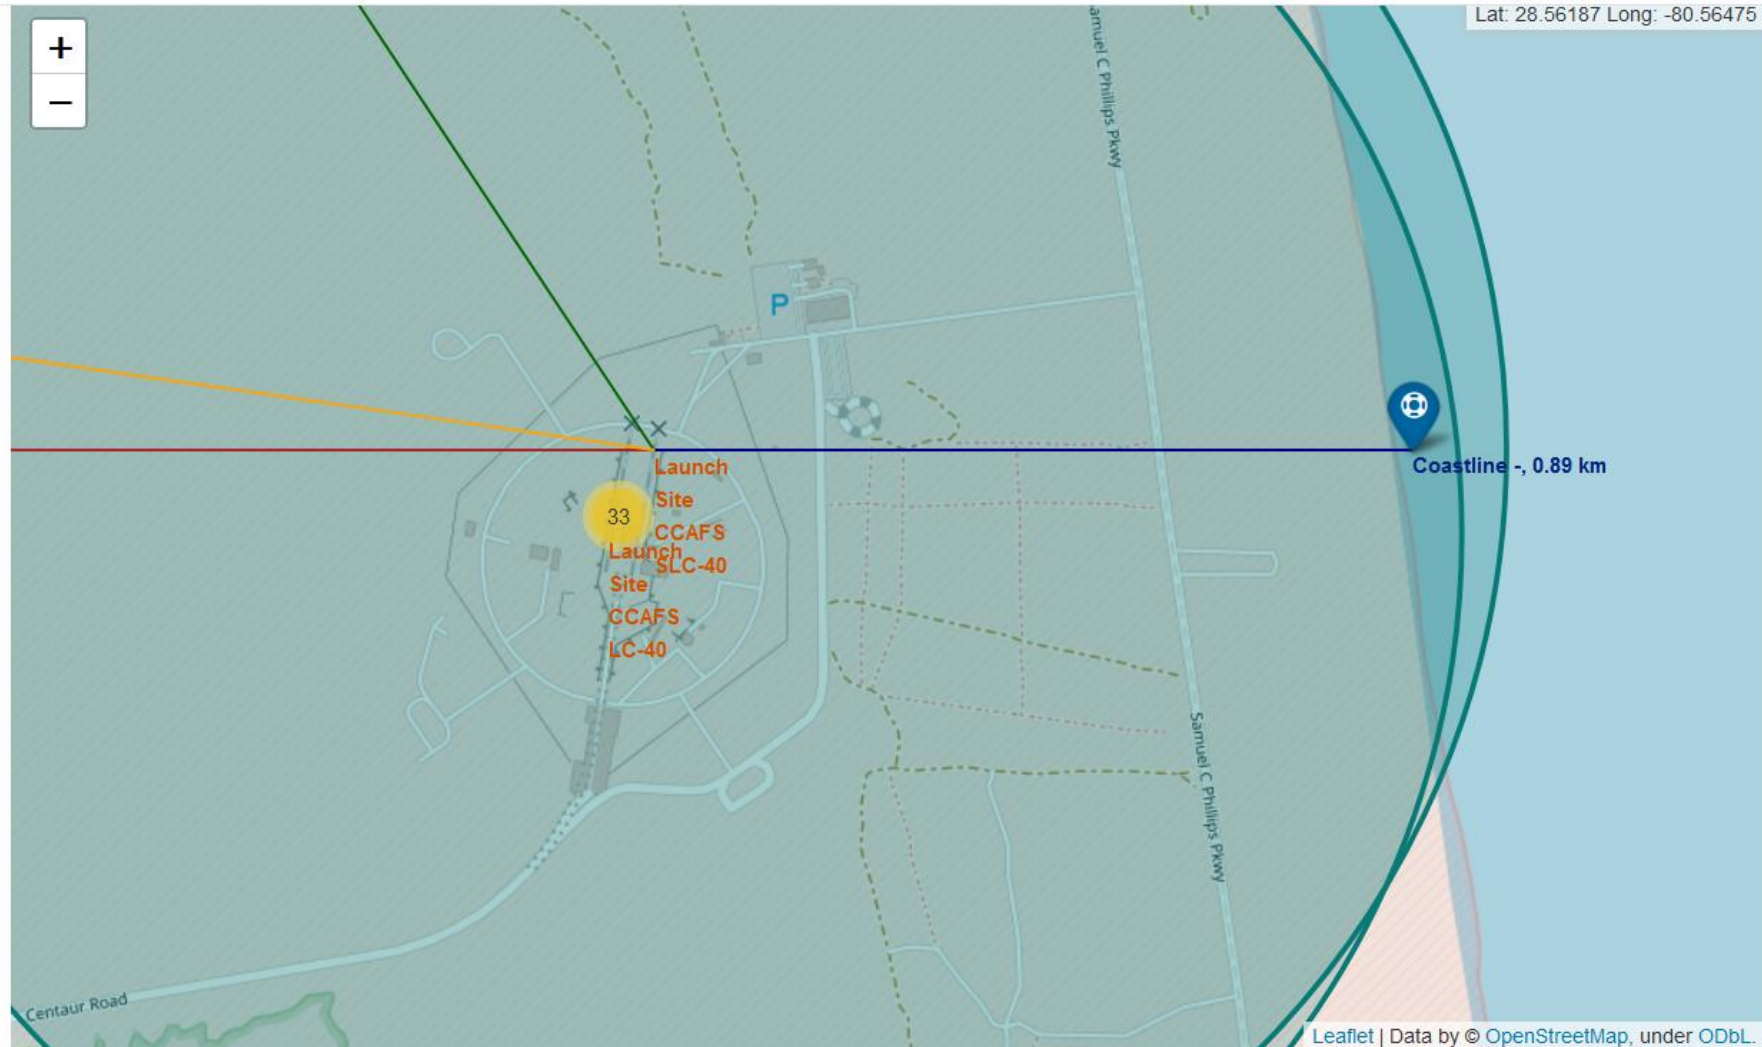 +
Lat: 28.56187 Long: -80.56475
−
Samuel C Phillips Pkwy
P
Coastline -, 0.89 km
Launch
Site
CCAFS
SLC-40
33
Launch
Site
CCAFS
LC-40
Samuel C Phillips Pkwy
Centaur Road
Leaflet | Data by © OpenStreetMap, under ODbL.